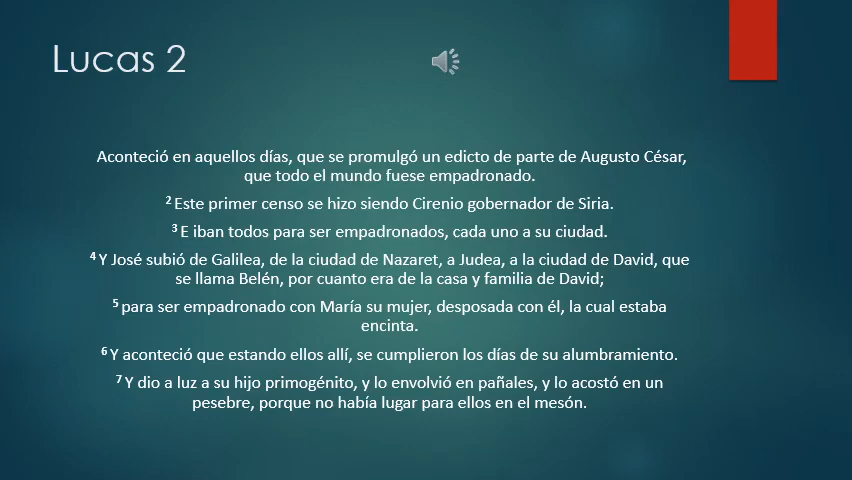 Lucas 2
Aconteció en aquellos días, que se promulgó un edicto de parte de Augusto César,
que todo el mundo fuese empadronado.
2 Este primer censo se hizo siendo Cirenio gobernador de Siria.
3 E iban todos para ser empadronados, cada uno a su ciudad.
4 Y José subió de Galilea, de la ciudad de Nazaret, a Judea, a la ciudad de David, que
se llama Belén, por cuanto era de la casa y familia de David;
5 para ser empadronado con María su mujer, desposada con él, la cual estaba
encinta.
6 Y aconteció que estando ellos allí, se cumplieron los días de su alumbramiento.
7 Y dio a luz a su hijo primogénito, y lo envolvió en pañales, y lo acostó en un
pesebre, porque no había lugar para ellos en el mesón.